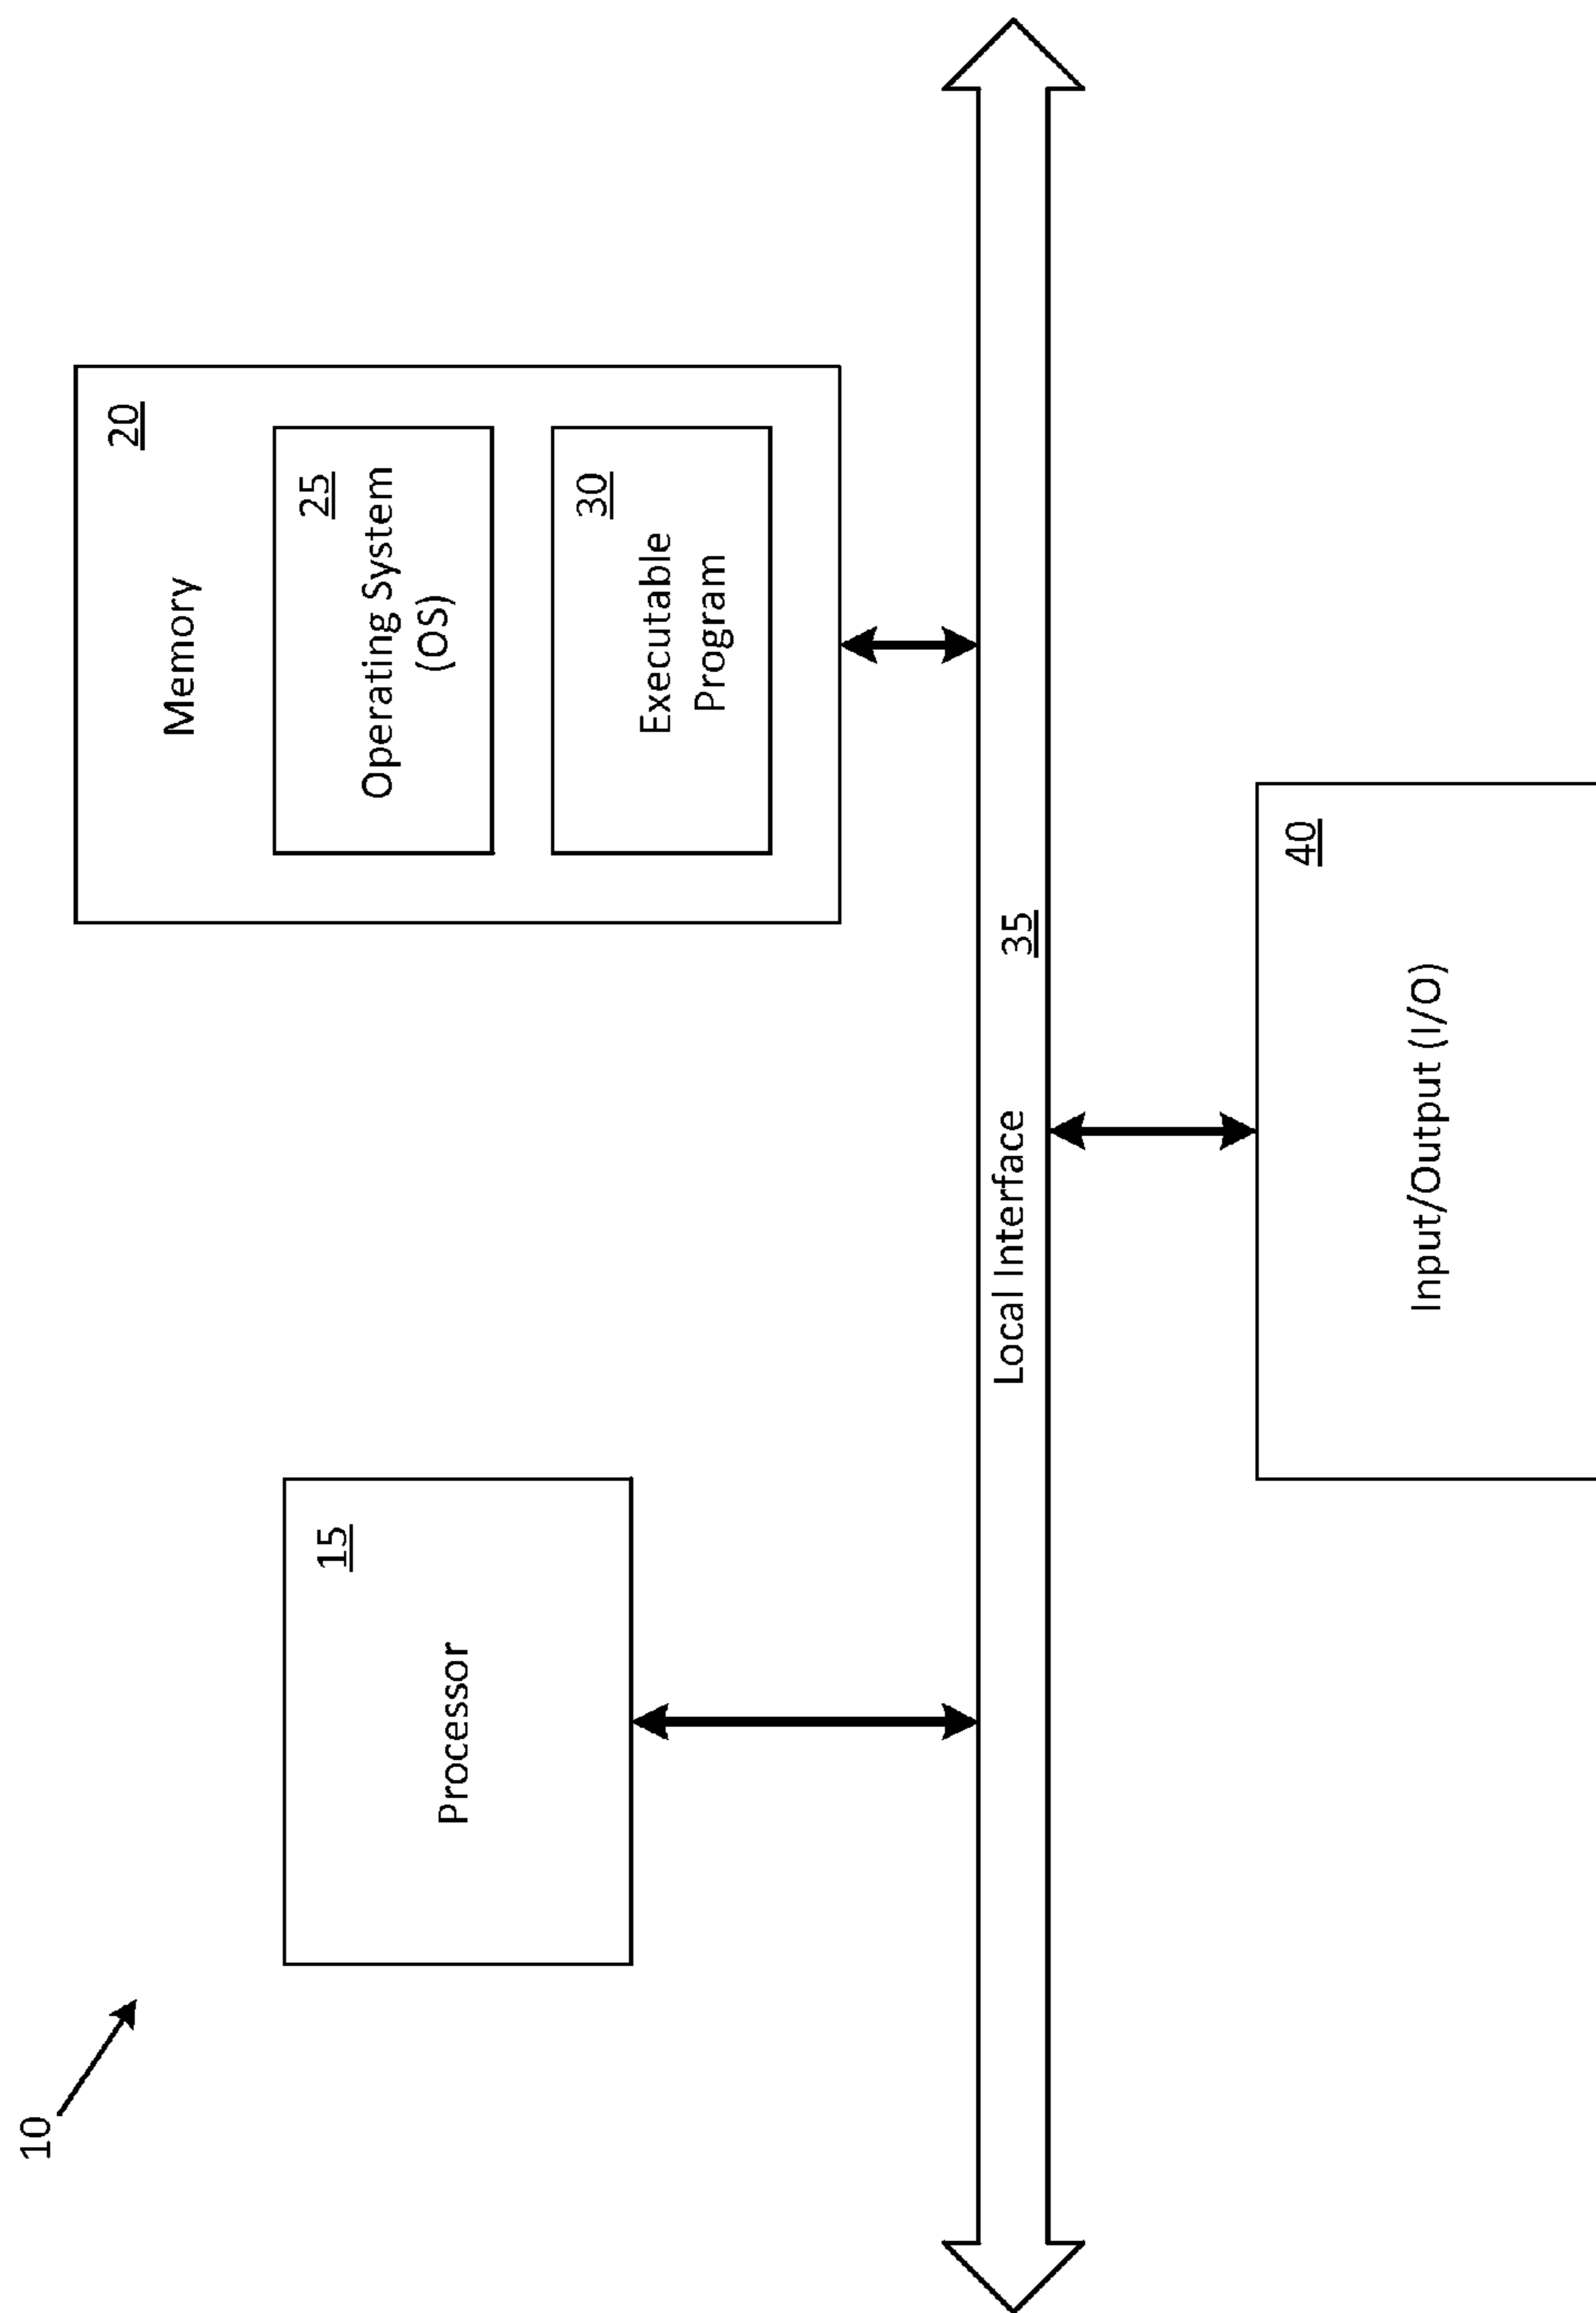 10
15
Processor
20
Memory
25
Operating System
(OS)
30
Executable
Program
Local Interface
35
40
Input/Output (I/O)